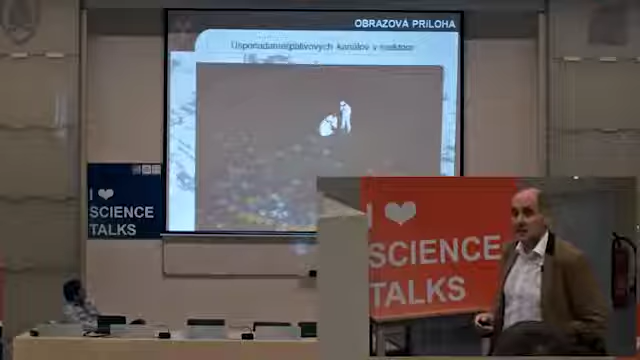 OBRAZOVÁ PRÍLOHA
Usporiadanie palivových kanálov v reaktore
I ❤
SCIENCE
TALKS
I ❤
SCIENCE
TALKS